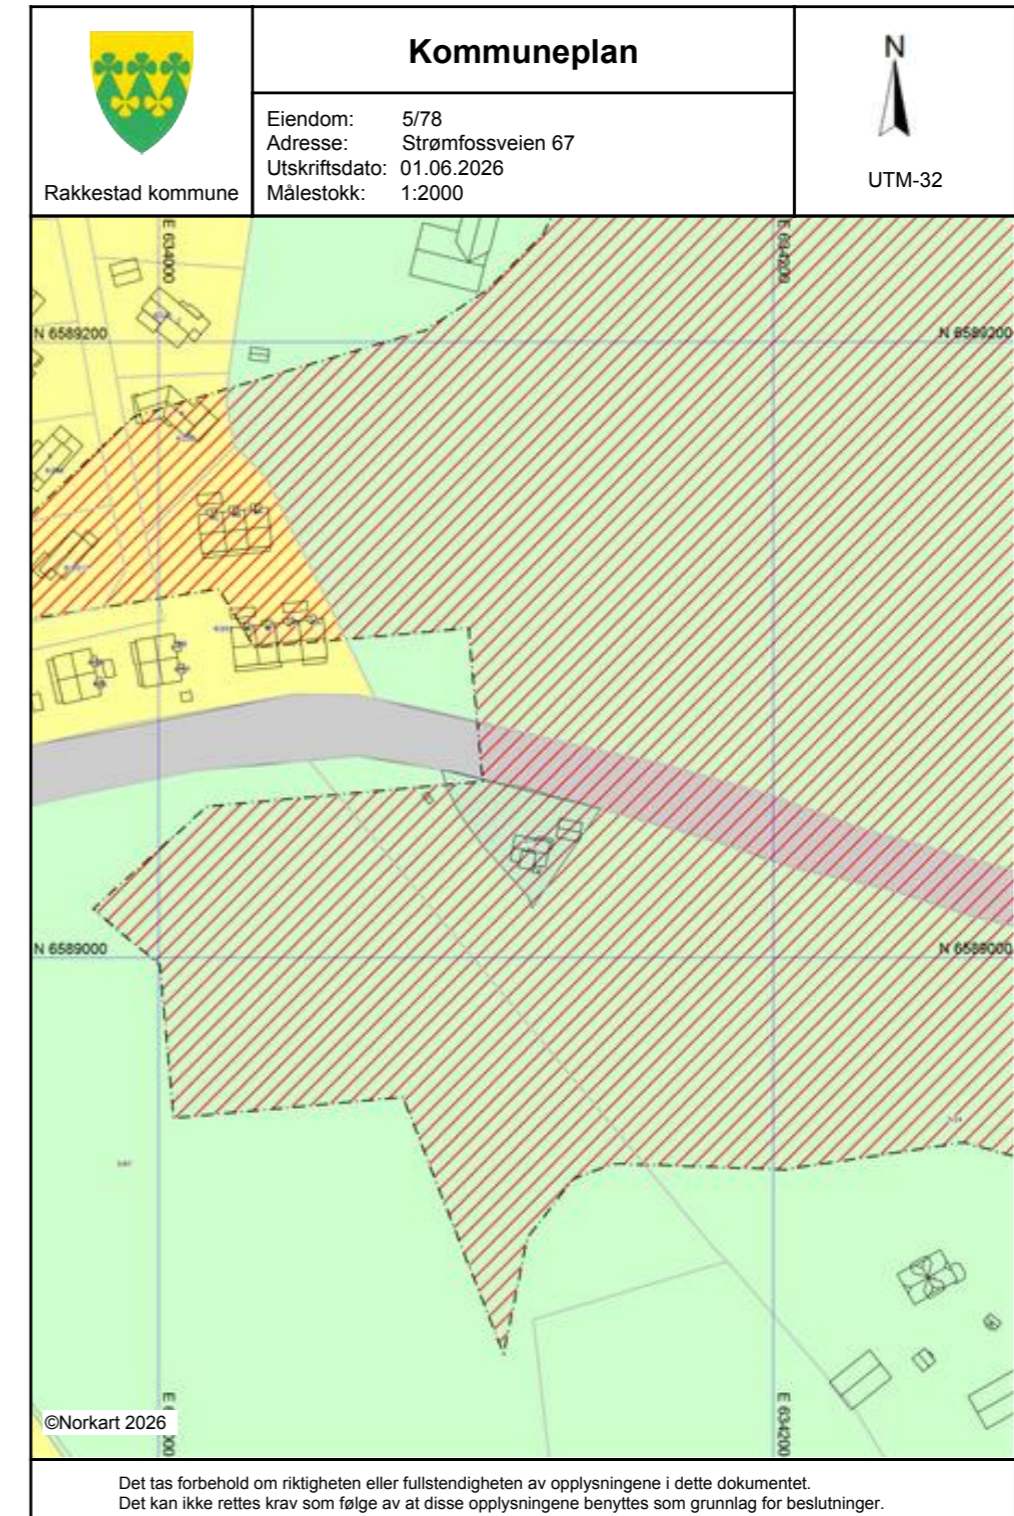 Kommuneplan
Rakkestad kommune
Eiendom: 5/78
Adresse: Strømfossveien 67
Utskriftsdato: 01.06.2026
Målestokk: 1:2000
N
UTM-32
E 634000
E 634200
N 6589200
N 6589200
N 6589000
N 6589000
E 634200
©Norkart 2026
Det tas forbehold om riktigheten eller fullstendigheten av opplysningene i dette dokumentet.
Det kan ikke rettes krav som følge av at disse opplysningene benyttes som grunnlag for beslutninger.